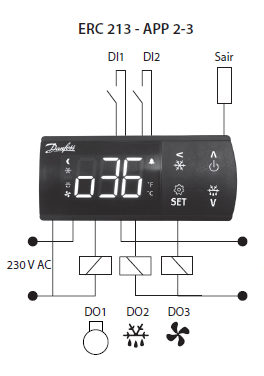 ERC 213 - APP 2-3
DI1 DI2 Sair
Danfoss
o36
°F
°C
SET
230 V AC
DO1 DO2 DO3